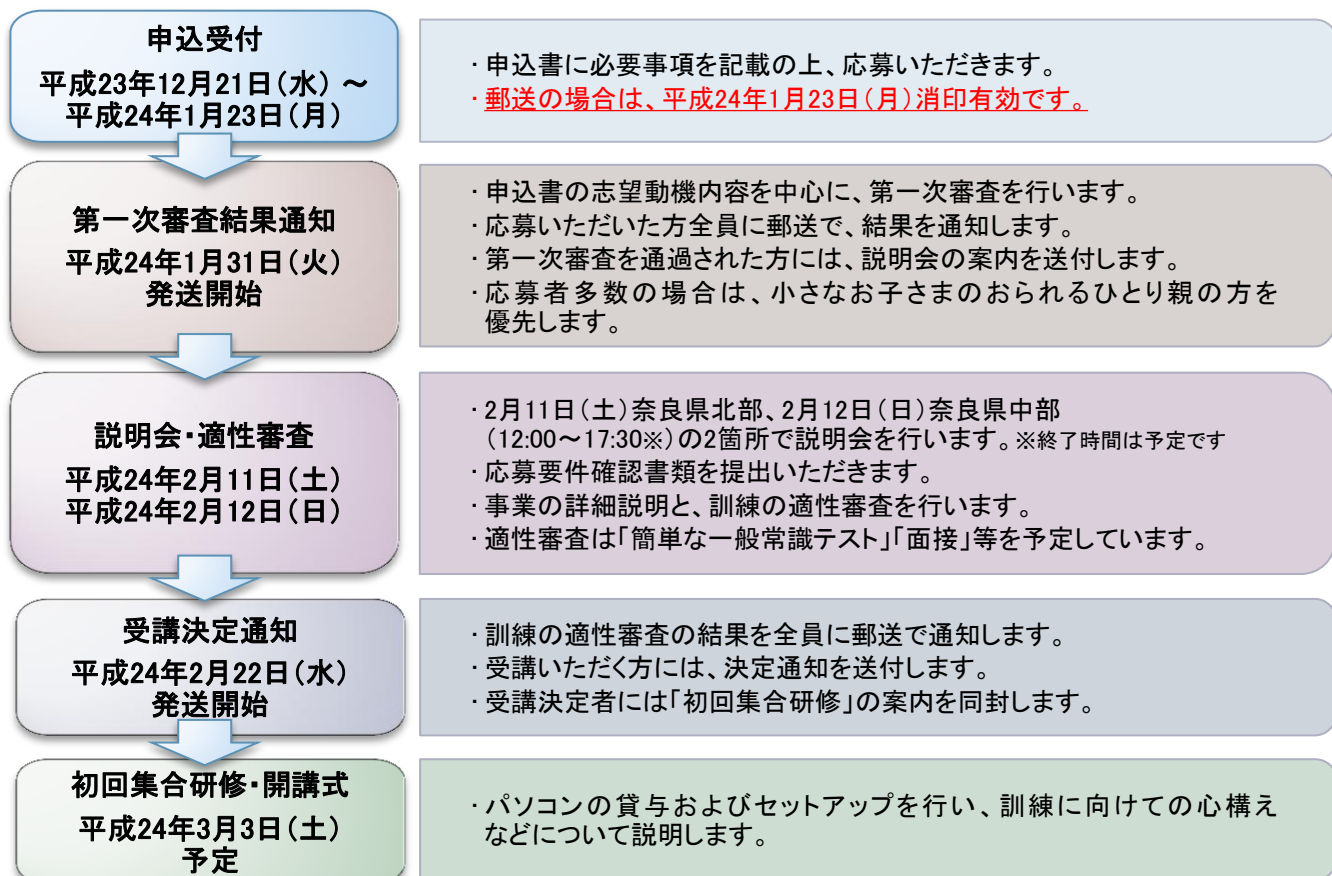 申込受付
平成23年12月21日(水) ～
平成24年1月23日(月)
・申込書に必要事項を記載の上、応募いただきます。
・郵送の場合は、平成24年1月23日(月)消印有効です。
第一次審査結果通知
平成24年1月31日(火)
発送開始
・申込書の志望動機内容を中心に、第一次審査を行います。
・応募いただいた方全員に郵送で、結果を通知します。
・第一次審査を通過された方には、説明会の案内を送付します。
・応募者多数の場合は、小さなお子さまのおられるひとり親の方を
優先します。
説明会・適性審査
平成24年2月11日(土)
平成24年2月12日(日)
・2月11日(土)奈良県北部、2月12日(日)奈良県中部
(12:00～17:30※)の2箇所で説明会を行います。※終了時間は予定です
・応募要件確認書類を提出いただきます。
・事業の詳細説明と、訓練の適性審査を行います。
・適性審査は「簡単な一般常識テスト」「面接」等を予定しています。
受講決定通知
平成24年2月22日(水)
発送開始
・訓練の適性審査の結果を全員に郵送で通知します。
・受講いただく方には、決定通知を送付します。
・受講決定者には「初回集合研修」の案内を同封します。
初回集合研修・開講式
平成24年3月3日(土)
予定
・パソコンの貸与およびセットアップを行い、訓練に向けての心構え
などについて説明します。